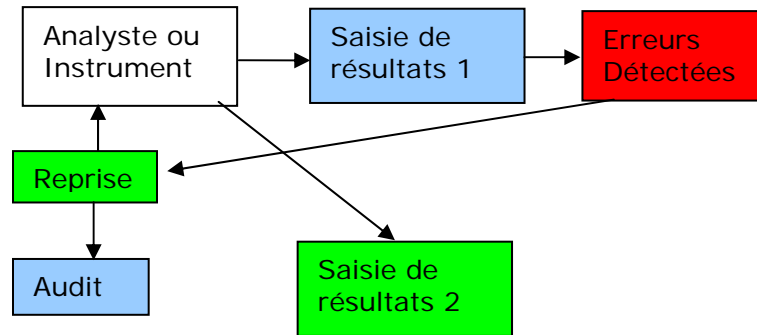 Analyste ou
Instrument
Saisie de
résultats 1
Erreurs
Détectées
Reprise
Audit
Saisie de
résultats 2